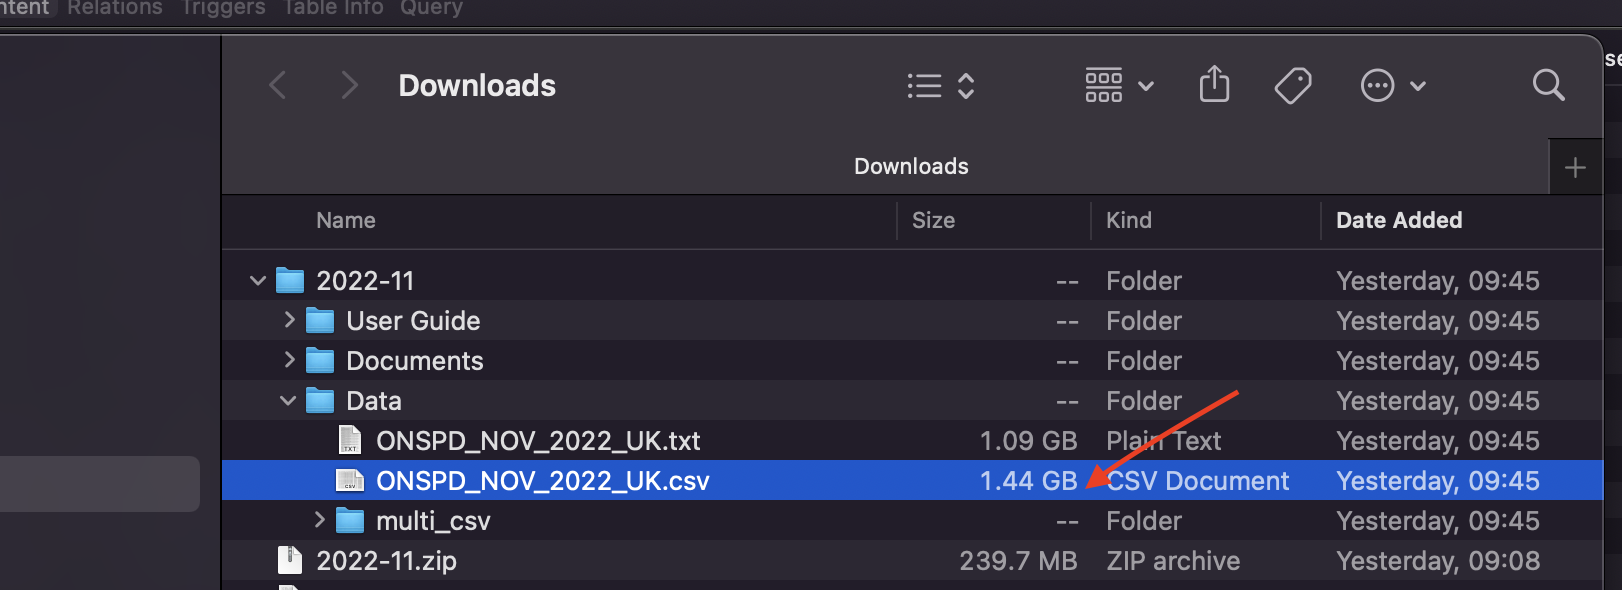 Relations Triggers Table Info Query
Downloads
Downloads
Name Size Kind Date Added
2022-11 -- Folder Yesterday, 09:45
User Guide -- Folder Yesterday, 09:45
Documents -- Folder Yesterday, 09:45
Data -- Folder Yesterday, 09:45
TXT ONSPD_NOV_2022_UK.txt 1.09 GB Plain Text Yesterday, 09:45
CSV ONSPD_NOV_2022_UK.csv 1.44 GB CSV Document Yesterday, 09:45
multi_csv -- Folder Yesterday, 09:45
2022-11.zip 239.7 MB ZIP archive Yesterday, 09:08